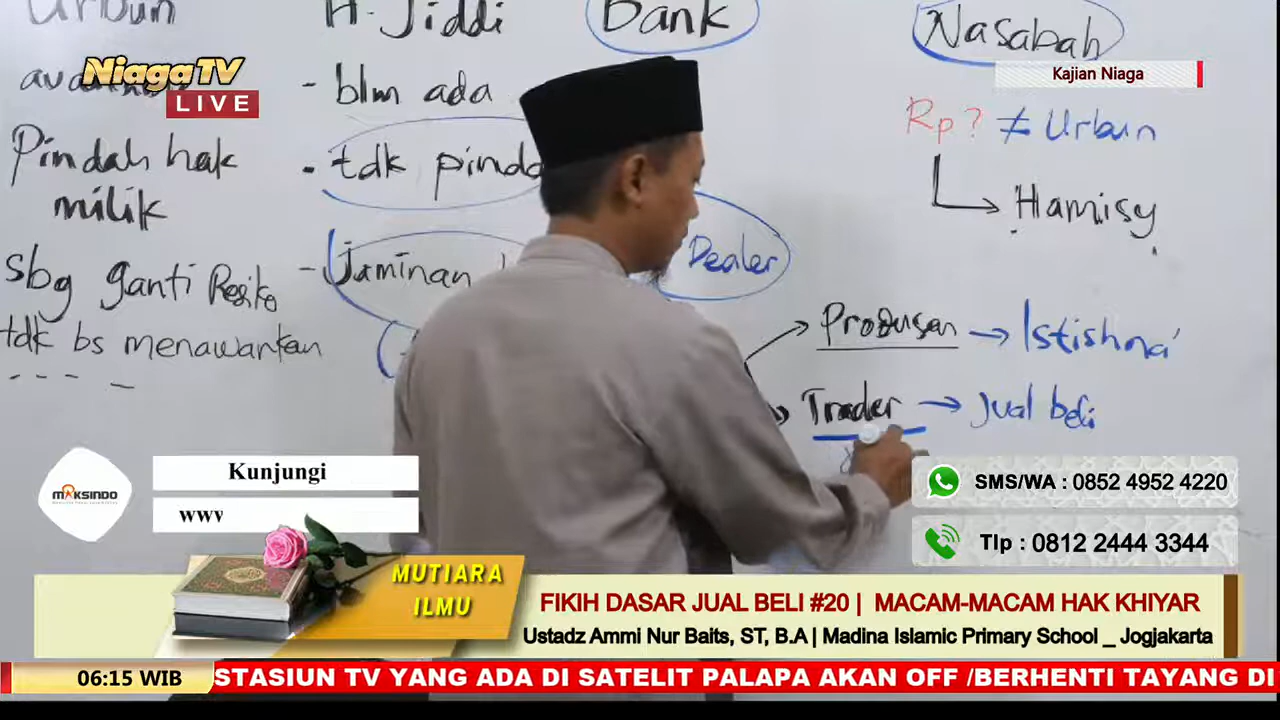 Urbun
H. Jiddi
Bank
Nasabah
NiagaTV
LIVE
Kajian Niaga
- blm ada
Rp? ≠ Urbun
Pindah hak
milik
- tdk pinda
Hamisy
Dealer
sbg ganti Resiko
- Jaminan
tdk bs menawarkan
Produsen → Istishna'
Trader → Jual beli
MAKSINDO
Kunjungi
www
SMS/WA : 0852 4952 4220
Tlp : 0812 2444 3344
MUTIARA
ILMU
FIKIH DASAR JUAL BELI #20 | MACAM-MACAM HAK KHIYAR
Ustadz Ammi Nur Baits, ST, B.A | Madina Islamic Primary School _ Jogjakarta
06:15 WIB
STASIUN TV YANG ADA DI SATELIT PALAPA AKAN OFF /BERHENTI TAYANG DI